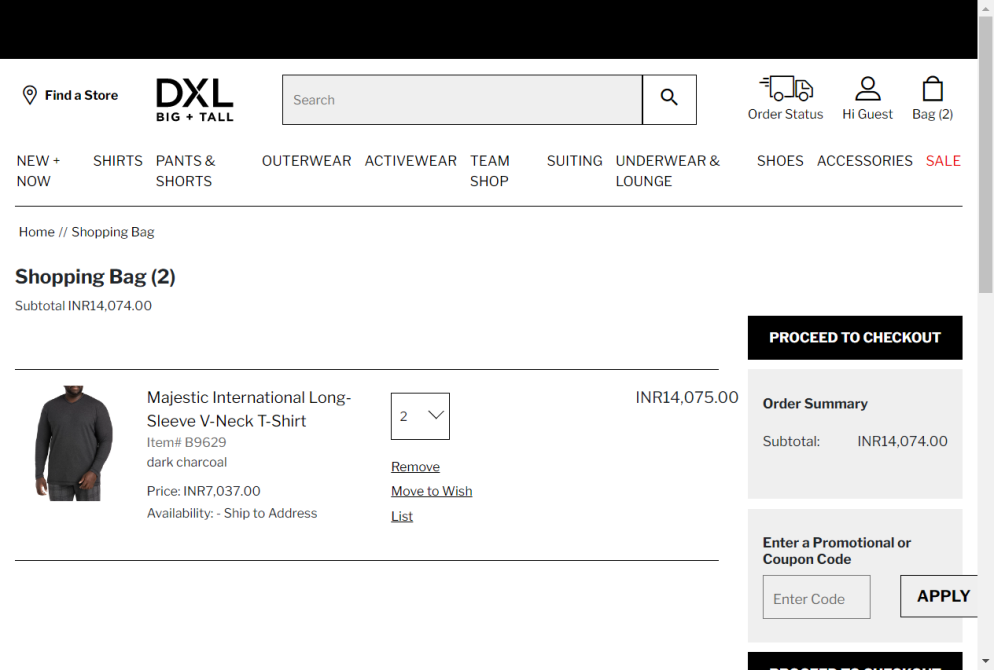 Find a Store
DXL
BIG + TALL
Search
Order Status
Hi Guest
Bag (2)
NEW +
NOW
SHIRTS
PANTS &
SHORTS
OUTERWEAR
ACTIVEWEAR
TEAM
SHOP
SUITING
UNDERWEAR &
LOUNGE
SHOES
ACCESSORIES
SALE
Home // Shopping Bag
Shopping Bag (2)
Subtotal INR14,074.00
PROCEED TO CHECKOUT
Majestic International Long-
Sleeve V-Neck T-Shirt
Item# B9629
dark charcoal
Price: INR7,037.00
Availability: - Ship to Address
2
Remove
Move to Wish
List
INR14,075.00
Order Summary
Subtotal: INR14,074.00
Enter a Promotional or
Coupon Code
Enter Code
APPLY
PROCEED TO CHECKOUT